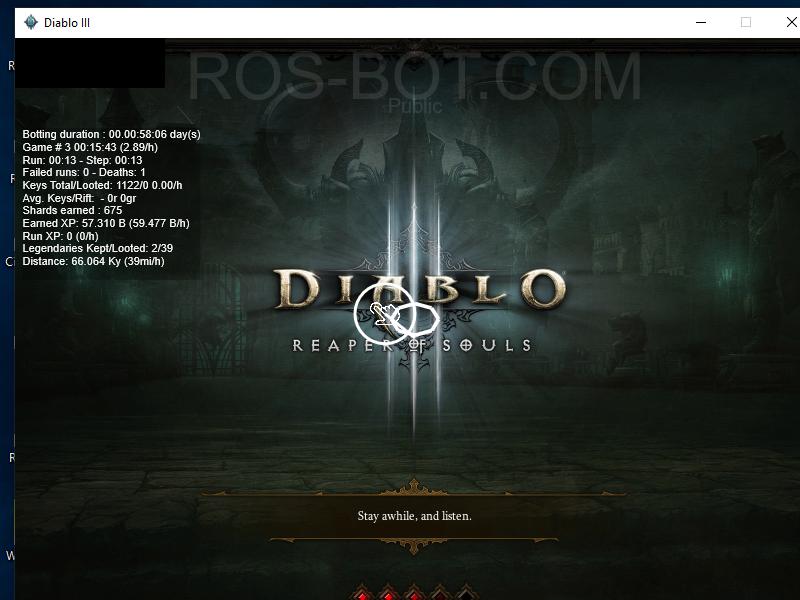 Diablo III
ROS-BOT.COM
-Public
Botting duration : 00.00:58:06 day(s)
Game # 3 00:15:43 (2.89/h)
Run: 00:13 - Step: 00:13
Failed runs: 0 - Deaths: 1
Keys Total/Looted: 1122/0 0.00/h
Avg. Keys/Rift: - 0r 0gr
Shards earned : 675
Earned XP: 57.310 B (59.477 B/h)
Run XP: 0 (0/h)
Legendaries Kept/Looted: 2/39
Distance: 66.064 Ky (39mi/h)
DIABLO
REAPER OF SOULS
Stay awhile, and listen.